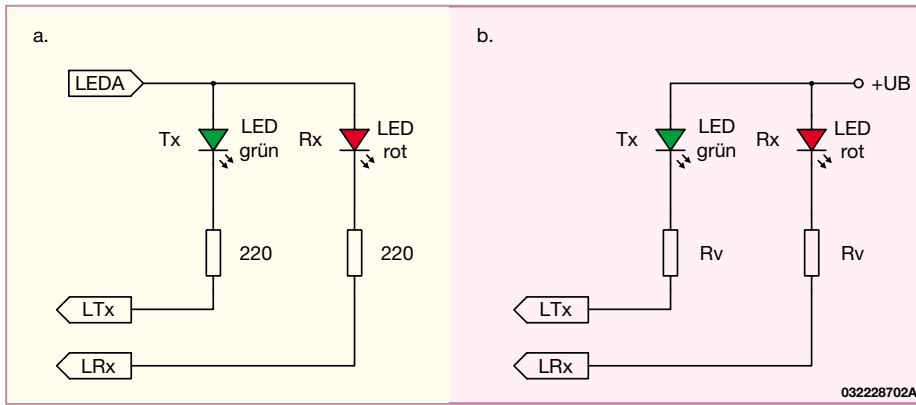 a.
LEDA
Tx
LED
grün
Rx
LED
rot
220
220
LTx
LRx
b.
+UB
Tx
LED
grün
Rx
LED
rot
Rv
Rv
LTx
LRx
032228702A